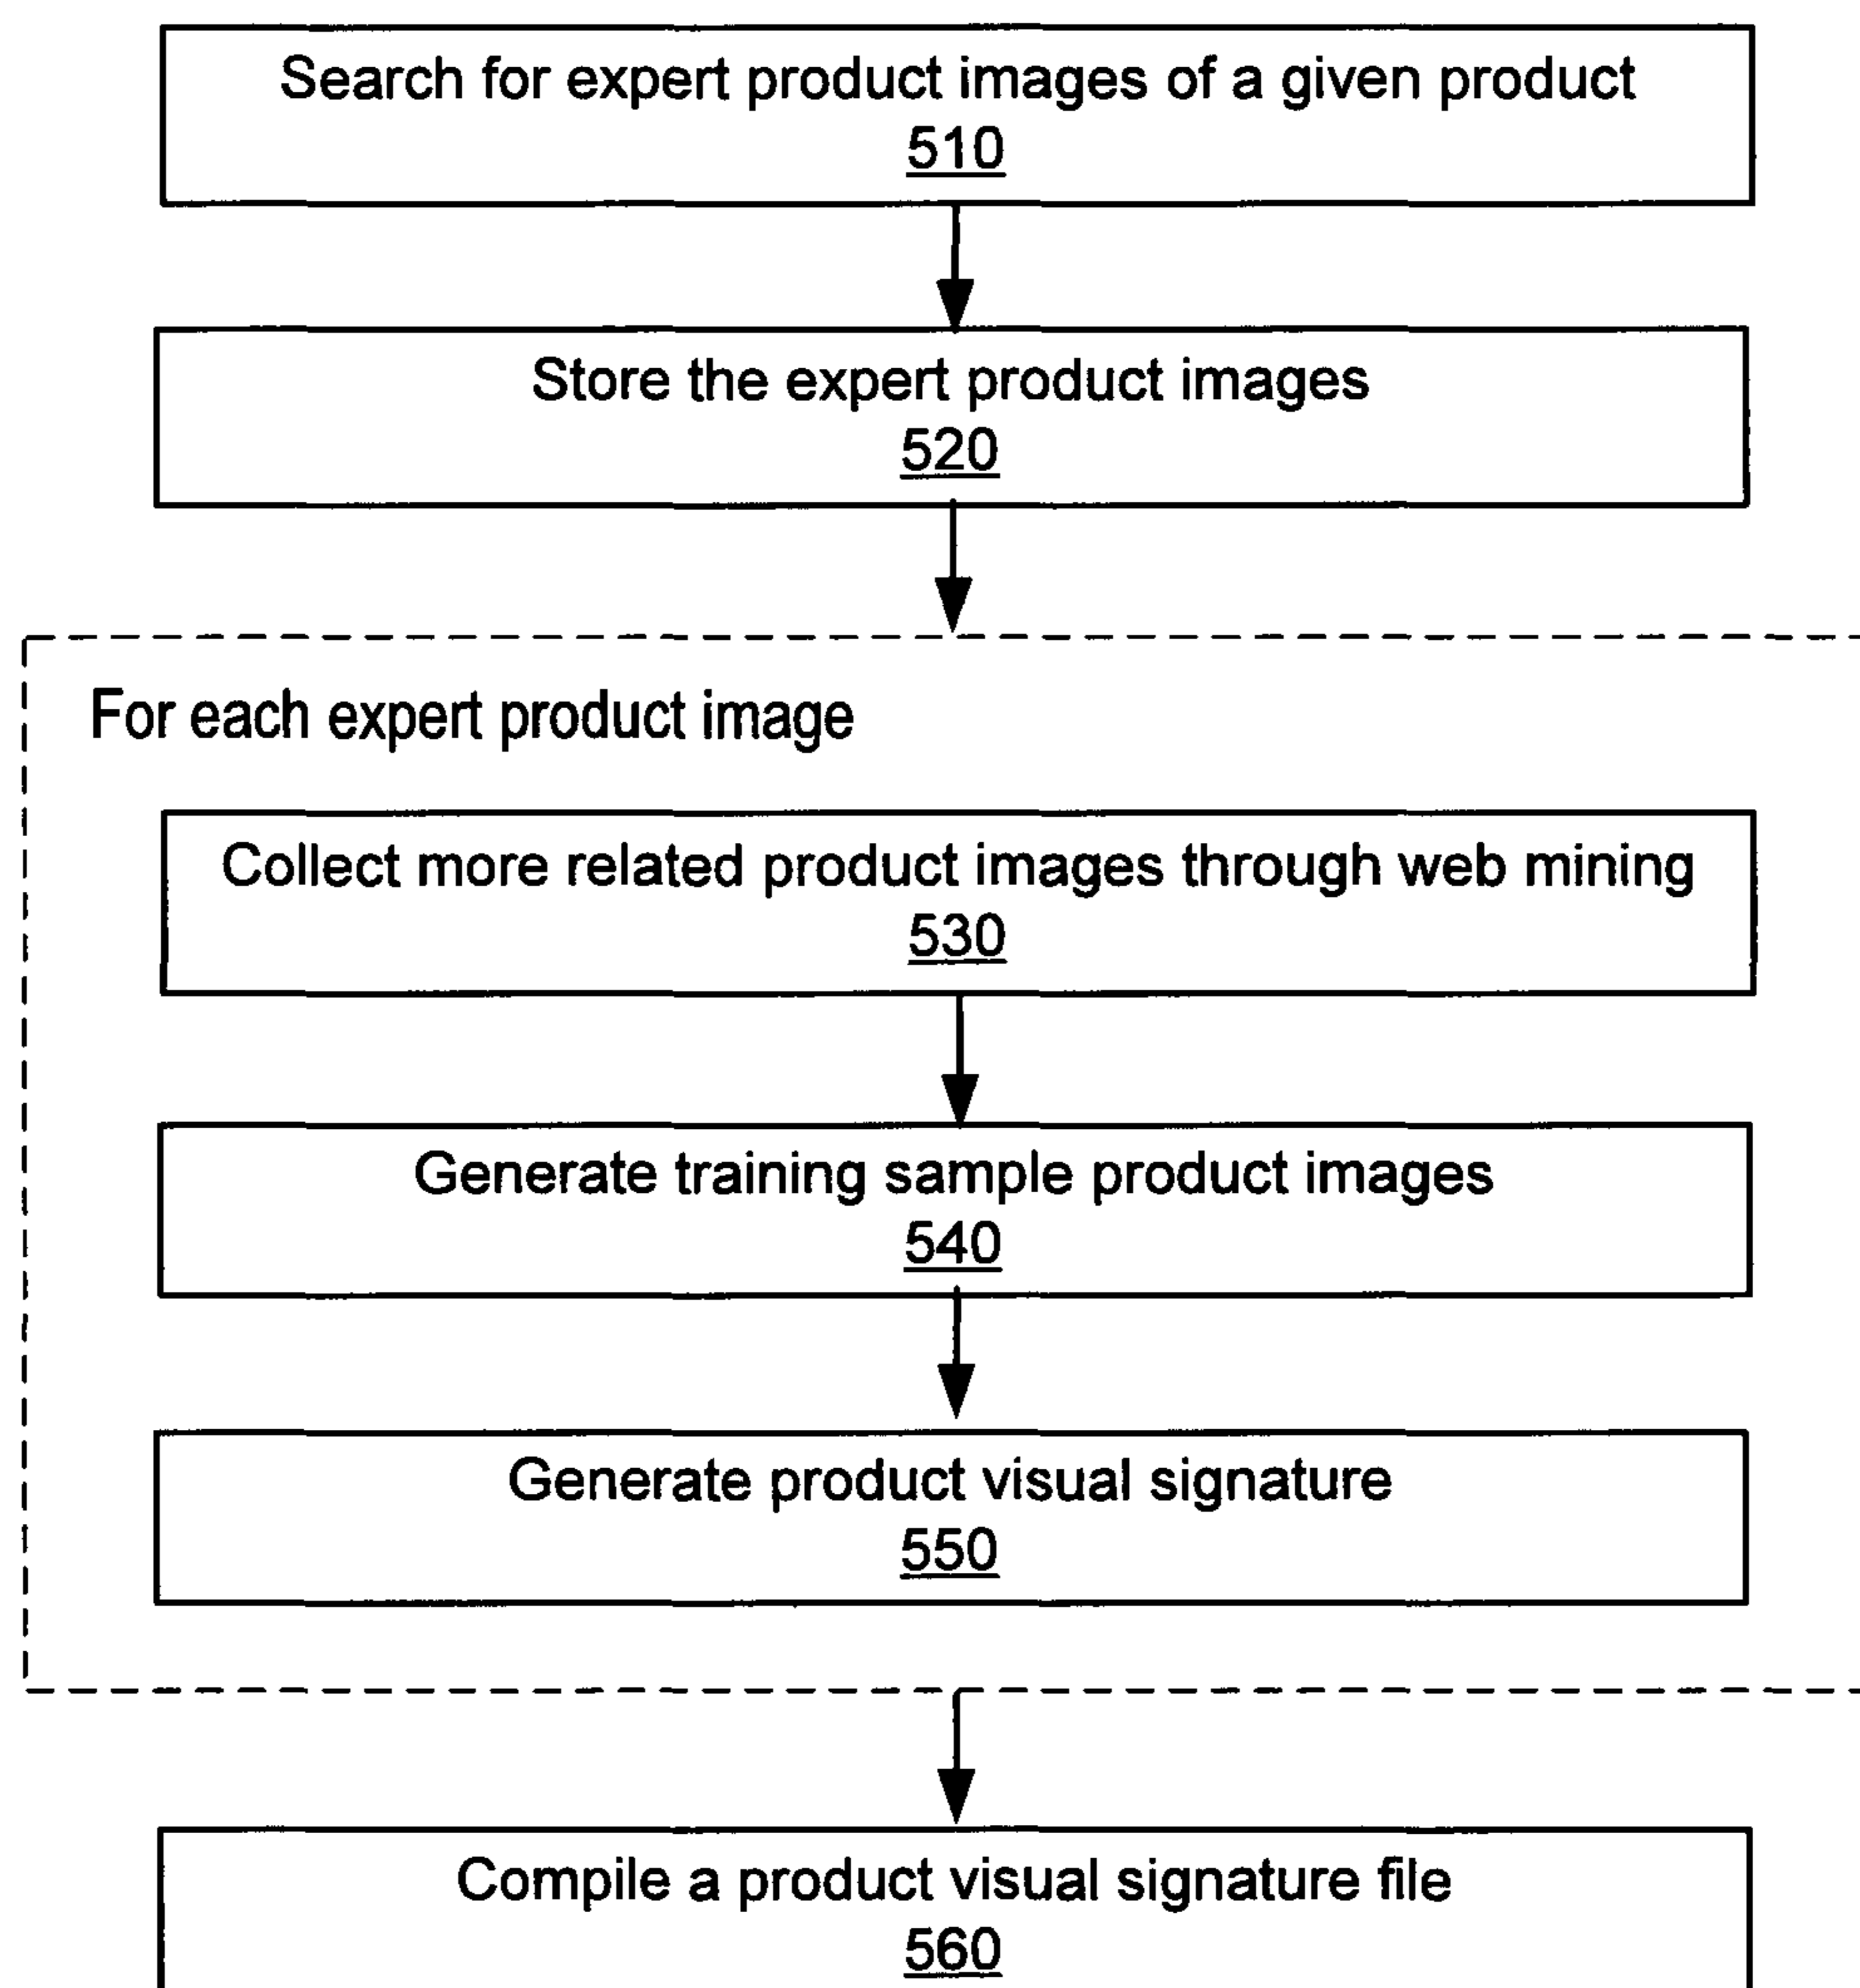 Search for expert product images of a given product
510
Store the expert product images
520
For each expert product image
Collect more related product images through web mining
530
Generate training sample product images
540
Generate product visual signature
550
Compile a product visual signature file
560